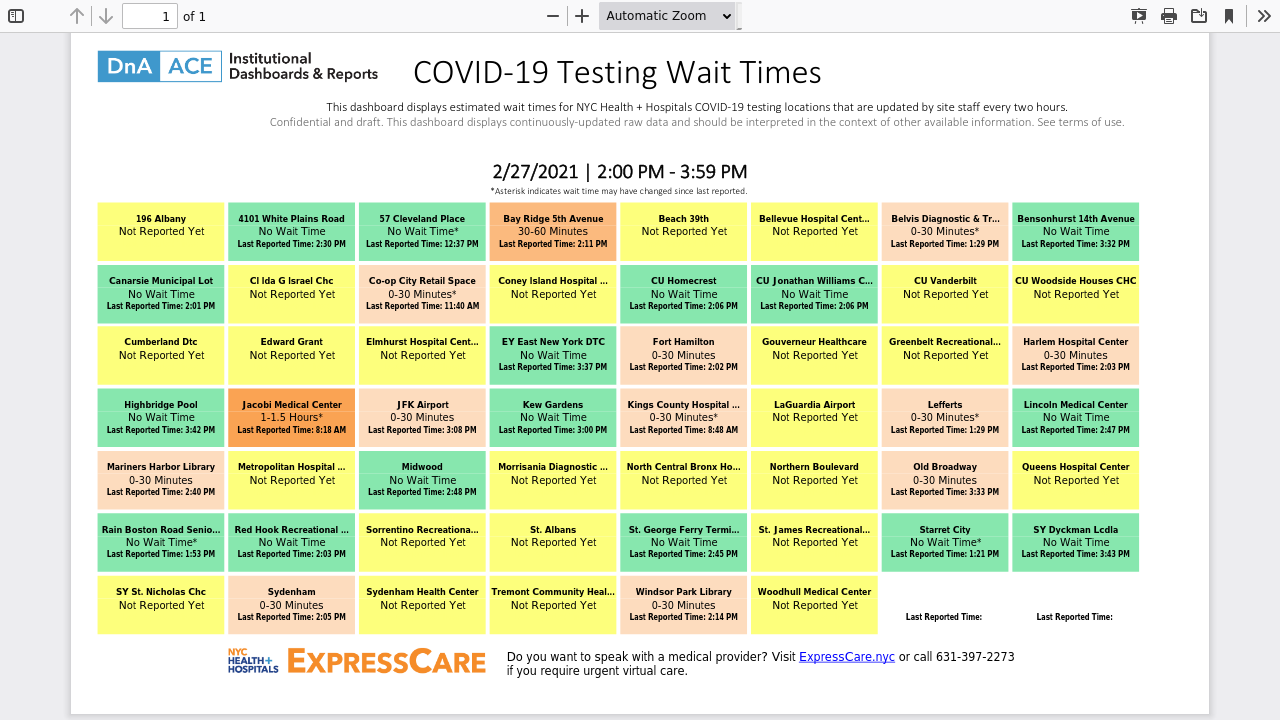 1 of 1 Automatic Zoom
DnA ACE Institutional
Dashboards & Reports
COVID-19 Testing Wait Times
This dashboard displays estimated wait times for NYC Health + Hospitals COVID-19 testing locations that are updated by site staff every two hours.
Confidential and draft. This dashboard displays continuously-updated raw data and should be interpreted in the context of other available information. See terms of use.
2/27/2021 | 2:00 PM - 3:59 PM
*Asterisk indicates wait time may have changed since last reported.
196 Albany
Not Reported Yet
4101 White Plains Road
No Wait Time
Last Reported Time: 2:30 PM
57 Cleveland Place
No Wait Time*
Last Reported Time: 12:37 PM
Bay Ridge 5th Avenue
30-60 Minutes
Last Reported Time: 2:11 PM
Beach 39th
Not Reported Yet
Bellevue Hospital Cent...
Not Reported Yet
Belvis Diagnostic & Tr...
0-30 Minutes*
Last Reported Time: 1:29 PM
Bensonhurst 14th Avenue
No Wait Time
Last Reported Time: 3:32 PM
Canarsie Municipal Lot
No Wait Time
Last Reported Time: 2:01 PM
Cl Ida G Israel Chc
Not Reported Yet
Co-op City Retail Space
0-30 Minutes*
Last Reported Time: 11:40 AM
Coney Island Hospital ...
Not Reported Yet
CU Homecrest
No Wait Time
Last Reported Time: 2:06 PM
CU Jonathan Williams C...
No Wait Time
Last Reported Time: 2:06 PM
CU Vanderbilt
Not Reported Yet
CU Woodside Houses CHC
Not Reported Yet
Cumberland Dtc
Not Reported Yet
Edward Grant
Not Reported Yet
Elmhurst Hospital Cent...
Not Reported Yet
EY East New York DTC
No Wait Time
Last Reported Time: 3:37 PM
Fort Hamilton
0-30 Minutes
Last Reported Time: 2:02 PM
Gouverneur Healthcare
Not Reported Yet
Greenbelt Recreational...
Not Reported Yet
Harlem Hospital Center
0-30 Minutes
Last Reported Time: 2:03 PM
Highbridge Pool
No Wait Time
Last Reported Time: 3:42 PM
Jacobi Medical Center
1-1.5 Hours*
Last Reported Time: 8:18 AM
JFK Airport
0-30 Minutes
Last Reported Time: 3:08 PM
Kew Gardens
No Wait Time
Last Reported Time: 3:00 PM
Kings County Hospital ...
0-30 Minutes*
Last Reported Time: 8:48 AM
LaGuardia Airport
Not Reported Yet
Lefferts
0-30 Minutes*
Last Reported Time: 1:29 PM
Lincoln Medical Center
No Wait Time
Last Reported Time: 2:47 PM
Mariners Harbor Library
0-30 Minutes
Last Reported Time: 2:40 PM
Metropolitan Hospital ...
Not Reported Yet
Midwood
No Wait Time
Last Reported Time: 2:48 PM
Morrisania Diagnostic ...
Not Reported Yet
North Central Bronx Ho...
Not Reported Yet
Northern Boulevard
Not Reported Yet
Old Broadway
0-30 Minutes
Last Reported Time: 3:33 PM
Queens Hospital Center
Not Reported Yet
Rain Boston Road Senio...
No Wait Time*
Last Reported Time: 1:53 PM
Red Hook Recreational ...
No Wait Time
Last Reported Time: 2:03 PM
Sorrentino Recreationa...
Not Reported Yet
St. Albans
Not Reported Yet
St. George Ferry Termi...
No Wait Time
Last Reported Time: 2:45 PM
St. James Recreational...
Not Reported Yet
Starret City
No Wait Time*
Last Reported Time: 1:21 PM
SY Dyckman Lcdla
No Wait Time
Last Reported Time: 3:43 PM
SY St. Nicholas Chc
Not Reported Yet
Sydenham
0-30 Minutes
Last Reported Time: 2:05 PM
Sydenham Health Center
Not Reported Yet
Tremont Community Heal...
Not Reported Yet
Windsor Park Library
0-30 Minutes
Last Reported Time: 2:14 PM
Woodhull Medical Center
Not Reported Yet
Last Reported Time:
Last Reported Time:
NYC
HEALTH+
HOSPITALS
EXPRESSCARE
Do you want to speak with a medical provider? Visit ExpressCare.nyc or call 631-397-2273
if you require urgent virtual care.